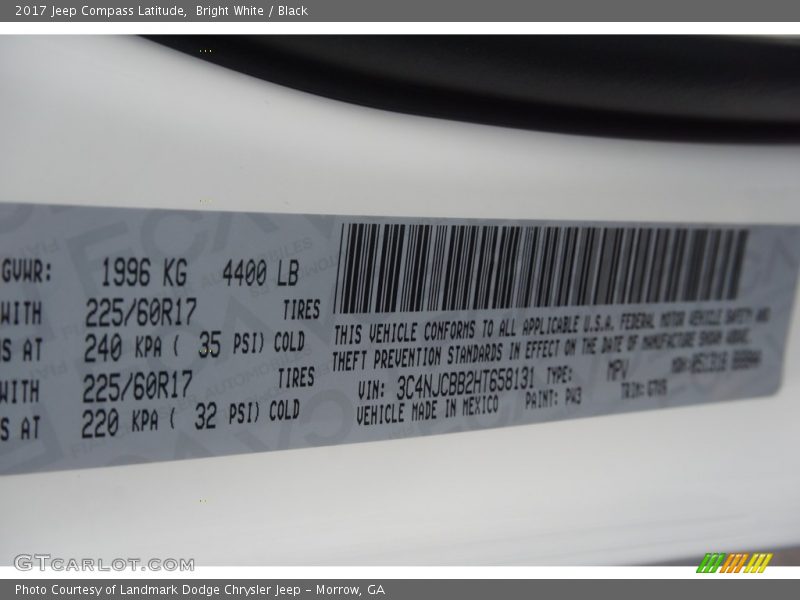 2017 Jeep Compass Latitude, Bright White / Black
GVWR: 1996 KG 4400 LB
WITH 225/60R17 TIRES
S AT 240 KPA ( 35 PSI) COLD
WITH 225/60R17 TIRES
S AT 220 KPA ( 32 PSI) COLD
THIS VEHICLE CONFORMS TO ALL APPLICABLE U.S.A. FEDERAL MOTOR VEHICLE SAFETY AND
THEFT PREVENTION STANDARDS IN EFFECT ON THE DATE OF MANUFACTURE SHOWN ABOVE.
VIN: 3C4NJCBB2HT658131 TYPE: MPV
VEHICLE MADE IN MEXICO PAINT: PW3 TRIM:
GTCARLOT.COM
Photo Courtesy of Landmark Dodge Chrysler Jeep – Morrow, GA